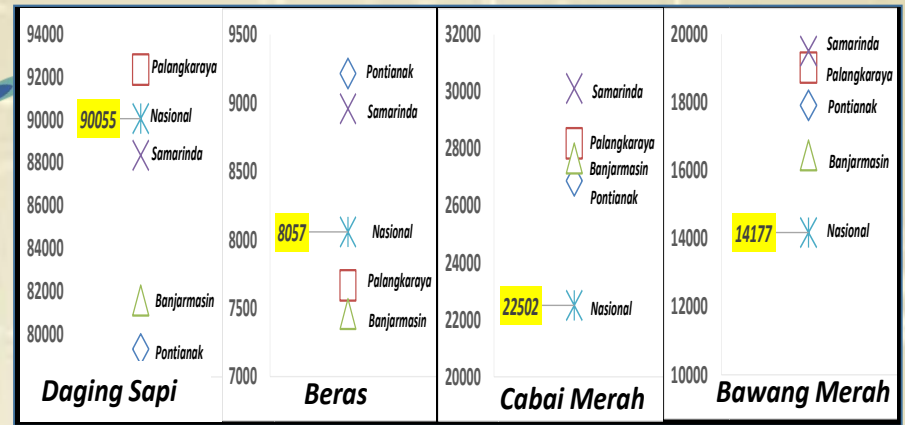 94000
92000
90000
88000
86000
84000
82000
80000
Palangkaraya
90055
Nasional
Samarinda
Banjarmasin
Pontianak
Daging Sapi
9500
9000
8500
8000
7500
7000
Pontianak
Samarinda
8057
Nasional
Palangkaraya
Banjarmasin
Beras
32000
30000
28000
26000
24000
22000
20000
Samarinda
Palangkaraya
Banjarmasin
Pontianak
22502
Nasional
Cabai Merah
20000
18000
16000
14000
12000
10000
Samarinda
Palangkaraya
Pontianak
Banjarmasin
14177
Nasional
Bawang Merah